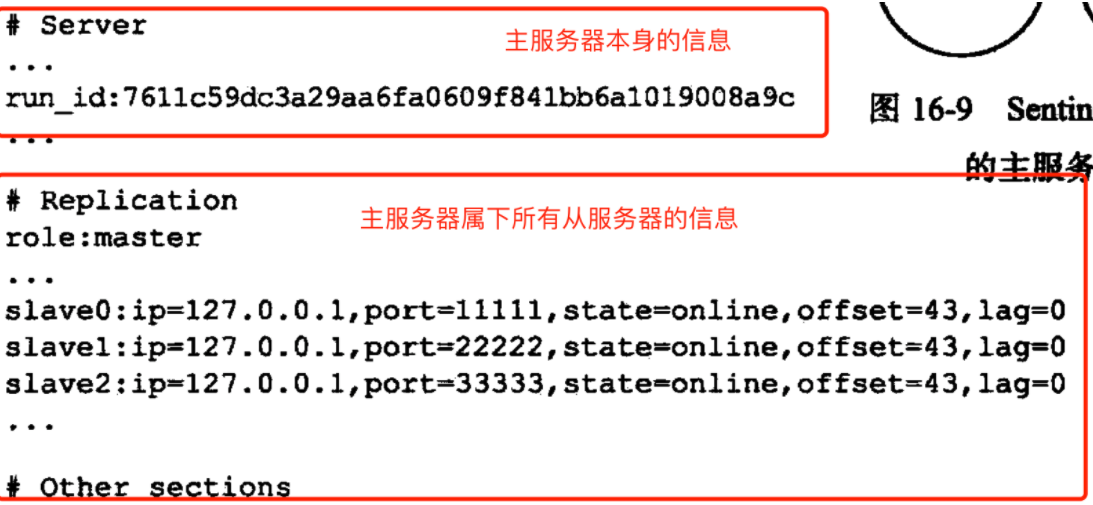 # Server
主服务器本身的信息
...
run_id:7611c59dc3a29aa6fa0609f841bb6a1019008a9c
...
图 16-9 Sentin
的主服务
# Replication
主服务器属下所有从服务器的信息
role:master
...
slave0:ip=127.0.0.1,port=11111,state=online,offset=43,lag=0
slave1:ip=127.0.0.1,port=22222,state=online,offset=43,lag=0
slave2:ip=127.0.0.1,port=33333,state=online,offset=43,lag=0
...
# Other sections